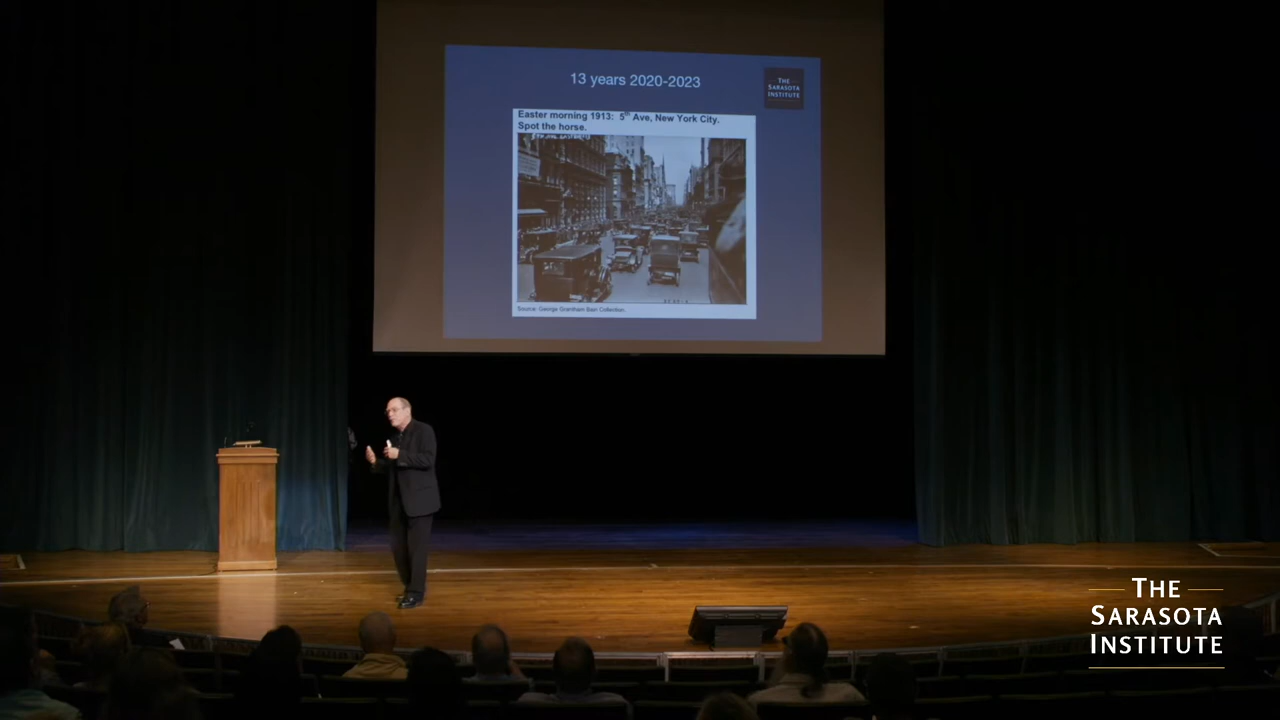 13 years 2020-2023
THE
SARASOTA
INSTITUTE
Easter morning 1913: 5th Ave, New York City.
Spot the horse.
Source: George Grantham Bain Collection.
THE
SARASOTA
INSTITUTE